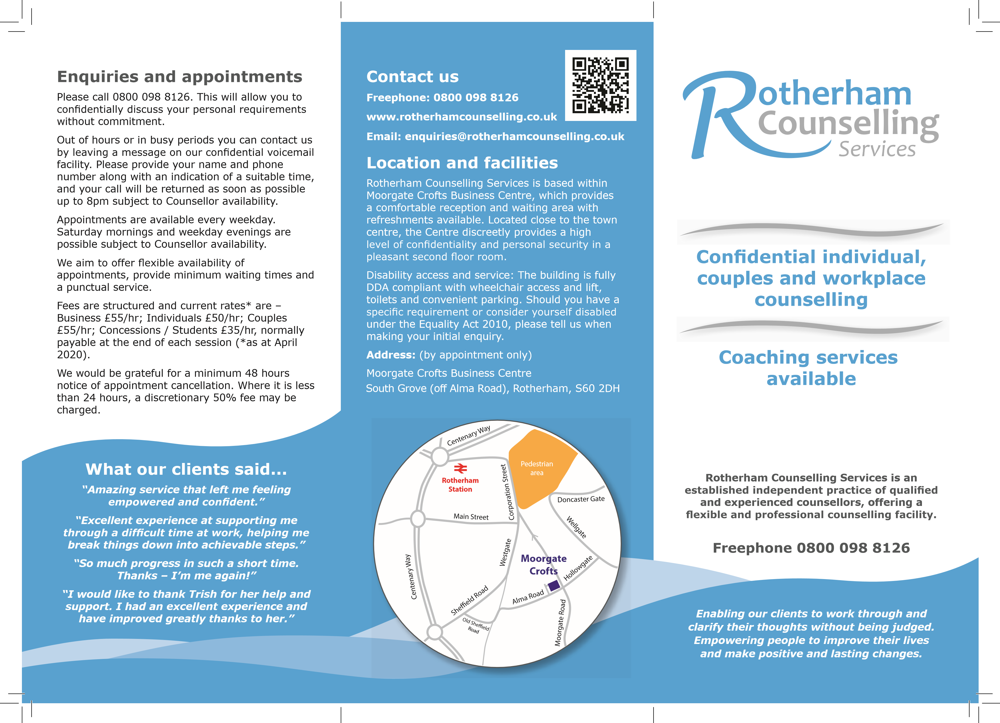 Enquiries and appointments
Please call 0800 098 8126. This will allow you to
confidentially discuss your personal requirements
without commitment.
Out of hours or in busy periods you can contact us
by leaving a message on our confidential voicemail
facility. Please provide your name and phone
number along with an indication of a suitable time,
and your call will be returned as soon as possible
up to 8pm subject to Counsellor availability.
Appointments are available every weekday.
Saturday mornings and weekday evenings are
possible subject to Counsellor availability.
We aim to offer flexible availability of
appointments, provide minimum waiting times and
a punctual service.
Fees are structured and current rates* are –
Business £55/hr; Individuals £50/hr; Couples
£55/hr; Concessions / Students £35/hr, normally
payable at the end of each session (*as at April
2020).
We would be grateful for a minimum 48 hours
notice of appointment cancellation. Where it is less
than 24 hours, a discretionary 50% fee may be
charged.
What our clients said...
“Amazing service that left me feeling
empowered and confident.”
“Excellent experience at supporting me
through a difficult time at work, helping me
break things down into achievable steps.”
“So much progress in such a short time.
Thanks – I’m me again!”
“I would like to thank Trish for her help and
support. I had an excellent experience and
have improved greatly thanks to her.”
Contact us
Freephone: 0800 098 8126
www.rotherhamcounselling.co.uk
Email: enquiries@rotherhamcounselling.co.uk
Location and facilities
Rotherham Counselling Services is based within
Moorgate Crofts Business Centre, which provides
a comfortable reception and waiting area with
refreshments available. Located close to the town
centre, the Centre discreetly provides a high
level of confidentiality and personal security in a
pleasant second floor room.
Disability access and service: The building is fully
DDA compliant with wheelchair access and lift,
toilets and convenient parking. Should you have a
specific requirement or consider yourself disabled
under the Equality Act 2010, please tell us when
making your initial enquiry.
Address: (by appointment only)
Moorgate Crofts Business Centre
South Grove (off Alma Road), Rotherham, S60 2DH
Centenary Way
Pedestrian
area
Rotherham
Station
Corporation Street
Doncaster Gate
Main Street
Wellgate
Westgate
Moorgate
Crofts
Hollowgate
Centenary Way
Sheffield Road
Alma Road
Old Sheffield
Road
Moorgate Road
Rotherham
Counselling
Services
Confidential individual,
couples and workplace
counselling
Coaching services
available
Rotherham Counselling Services is an
established independent practice of qualified
and experienced counsellors, offering a
flexible and professional counselling facility.
Freephone 0800 098 8126
Enabling our clients to work through and
clarify their thoughts without being judged.
Empowering people to improve their lives
and make positive and lasting changes.